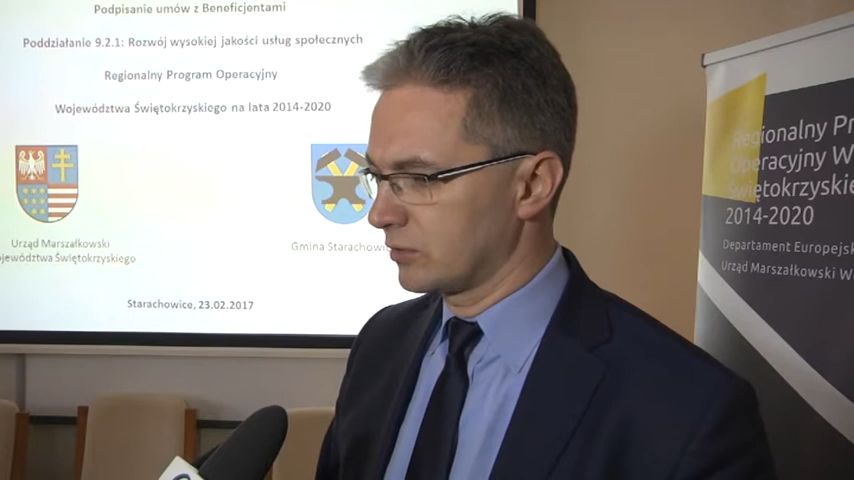 Podpisanie umów z Beneficjentami
Poddziałanie 9.2.1: Rozwój wysokiej jakości usług społecznych
Regionalny Program Operacyjny
Województwa Świętokrzyskiego na lata 2014-2020
Urząd Marszałkowski
ojewództwa Świętokrzyskiego
Gmina Starachowic
Starachowice, 23.02.2017
Regionalny Pr
Operacyjny W
Świętokrzyskie
2014-2020
Departament Europejsk
Urząd Marszałkowski W